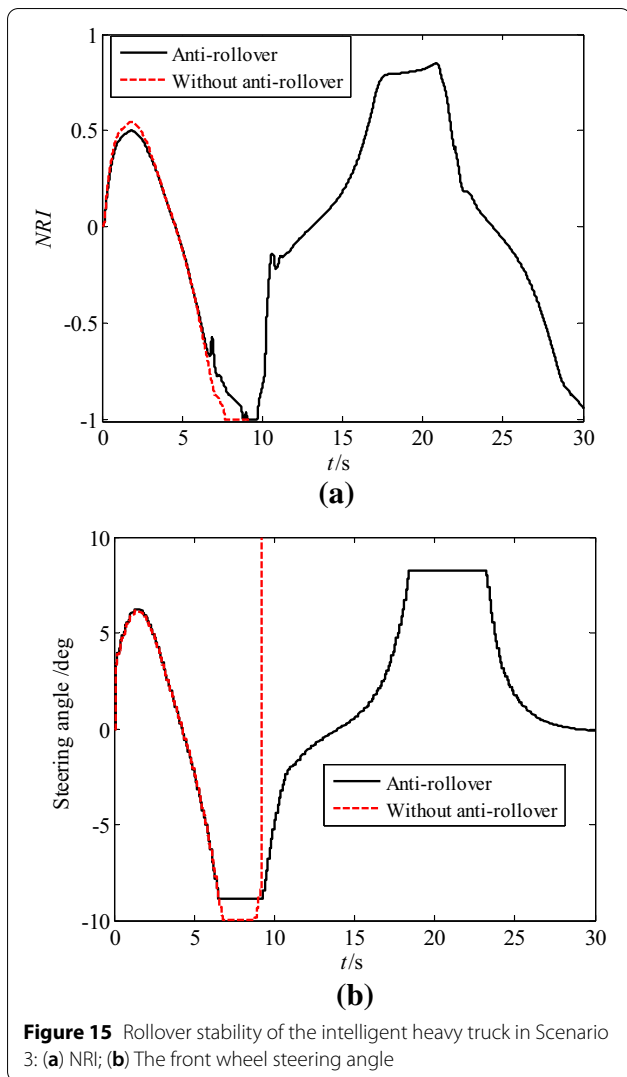 1
Anti-rollover
Without anti-rollover
0.5
0
-0.5
-1
NRI
0 5 10 15 20 25 30
t/s
(a)
10
5
0
-5
-10
Steering angle /deg
Anti-rollover
Without anti-rollover
0 5 10 15 20 25 30
t/s
(b)
Figure 15 Rollover stability of the intelligent heavy truck in Scenario
3: (a) NRI; (b) The front wheel steering angle